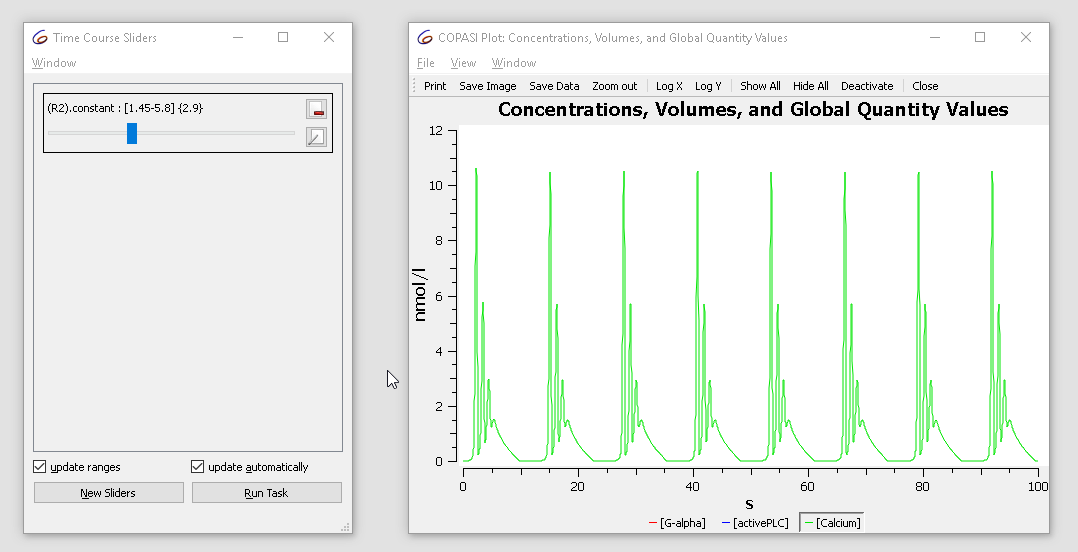 Time Course Sliders
Window
(R2).constant : [1.45-5.8] {2.9}
update ranges
update automatically
New Sliders
Run Task
COPASI Plot: Concentrations, Volumes, and Global Quantity Values
File View Window
Print Save Image Save Data Zoom out Log X Log Y Show All Hide All Deactivate Close
Concentrations, Volumes, and Global Quantity Values
12
10
8
6
4
2
0
nmol/l
0 20 40 60 80 100
s
[G-alpha] [activePLC] [Calcium]